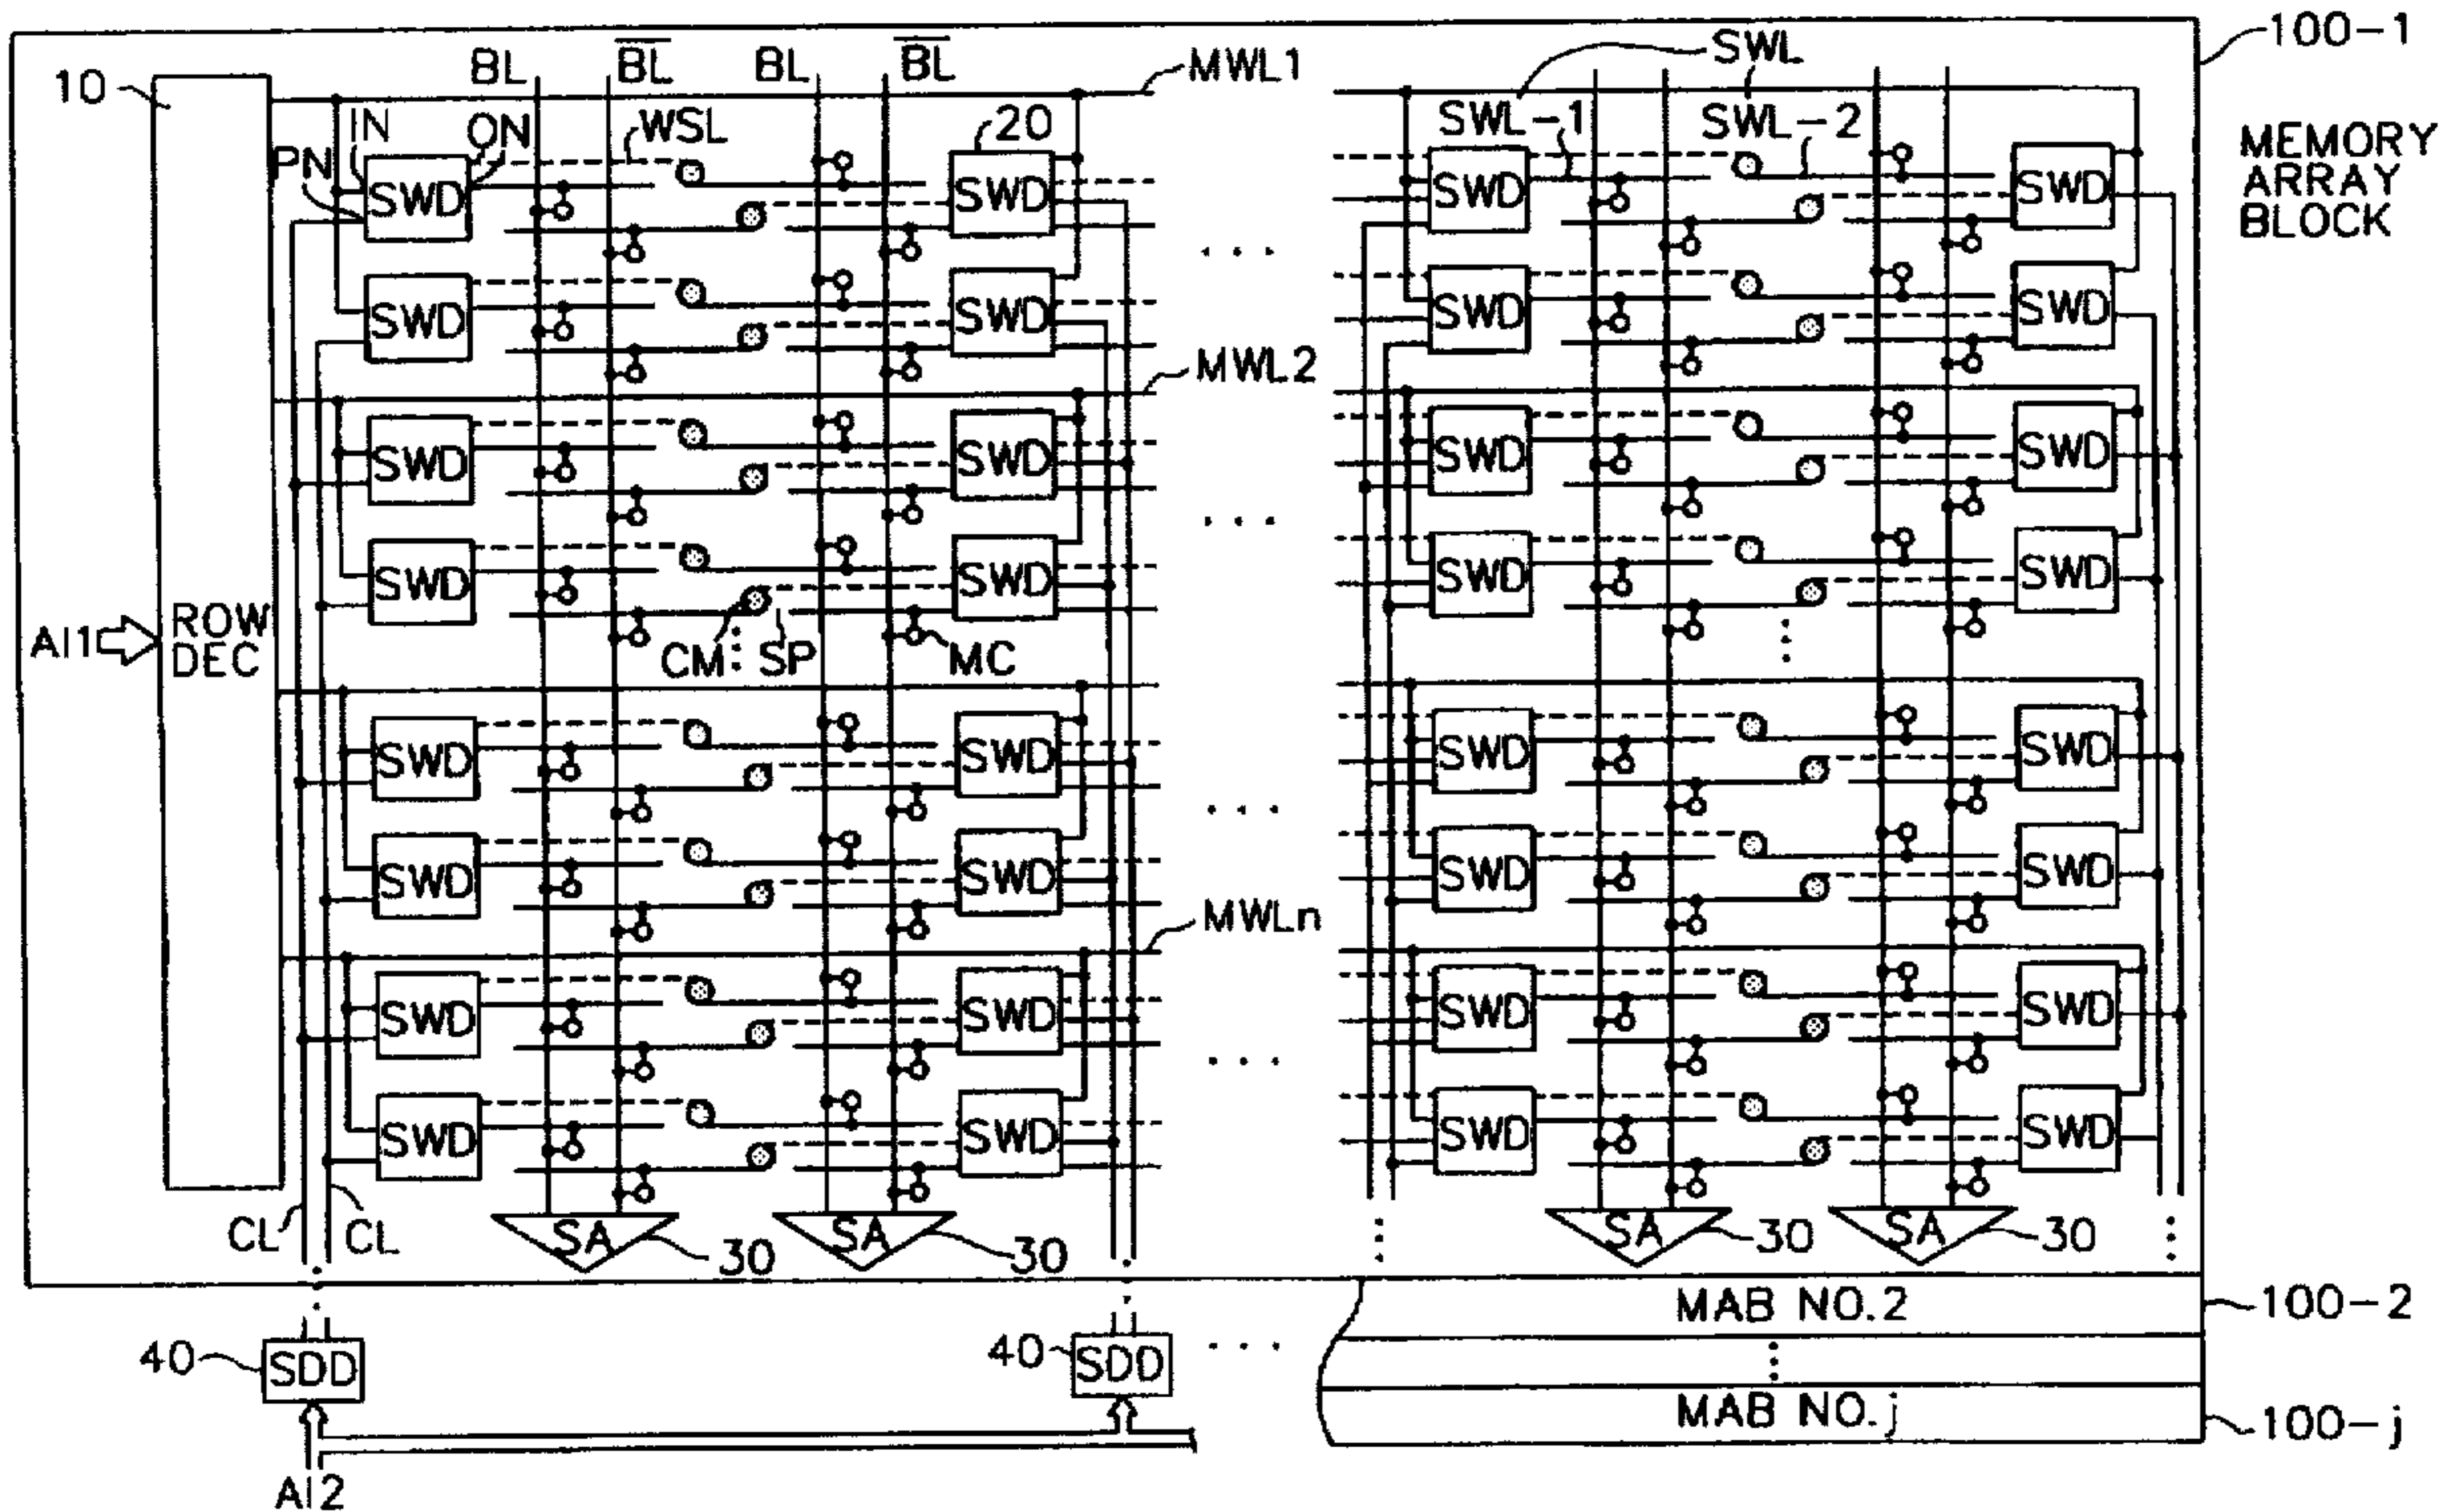 100-1
BL BL BL BL MWL1 SWL
10 IN ON WSL 20 SWL-1 SWL-2 MEMORY
PN ARRAY
SWD SWD SWD SWD BLOCK
. . .
SWD SWD SWD SWD
MWL2
SWD SWD SWD SWD
. . .
SWD SWD SWD SWD
AI1 ROW
DEC CM SP MC
SWD SWD SWD SWD
. . .
SWD SWD SWD SWD
MWLn
SWD SWD SWD SWD
. . .
SWD SWD SWD SWD
CL CL SA 30 SA 30 SA 30 SA 30
MAB NO.2 100-2
40 SDD 40 SDD . . .
MAB NO.j 100-j
AI2